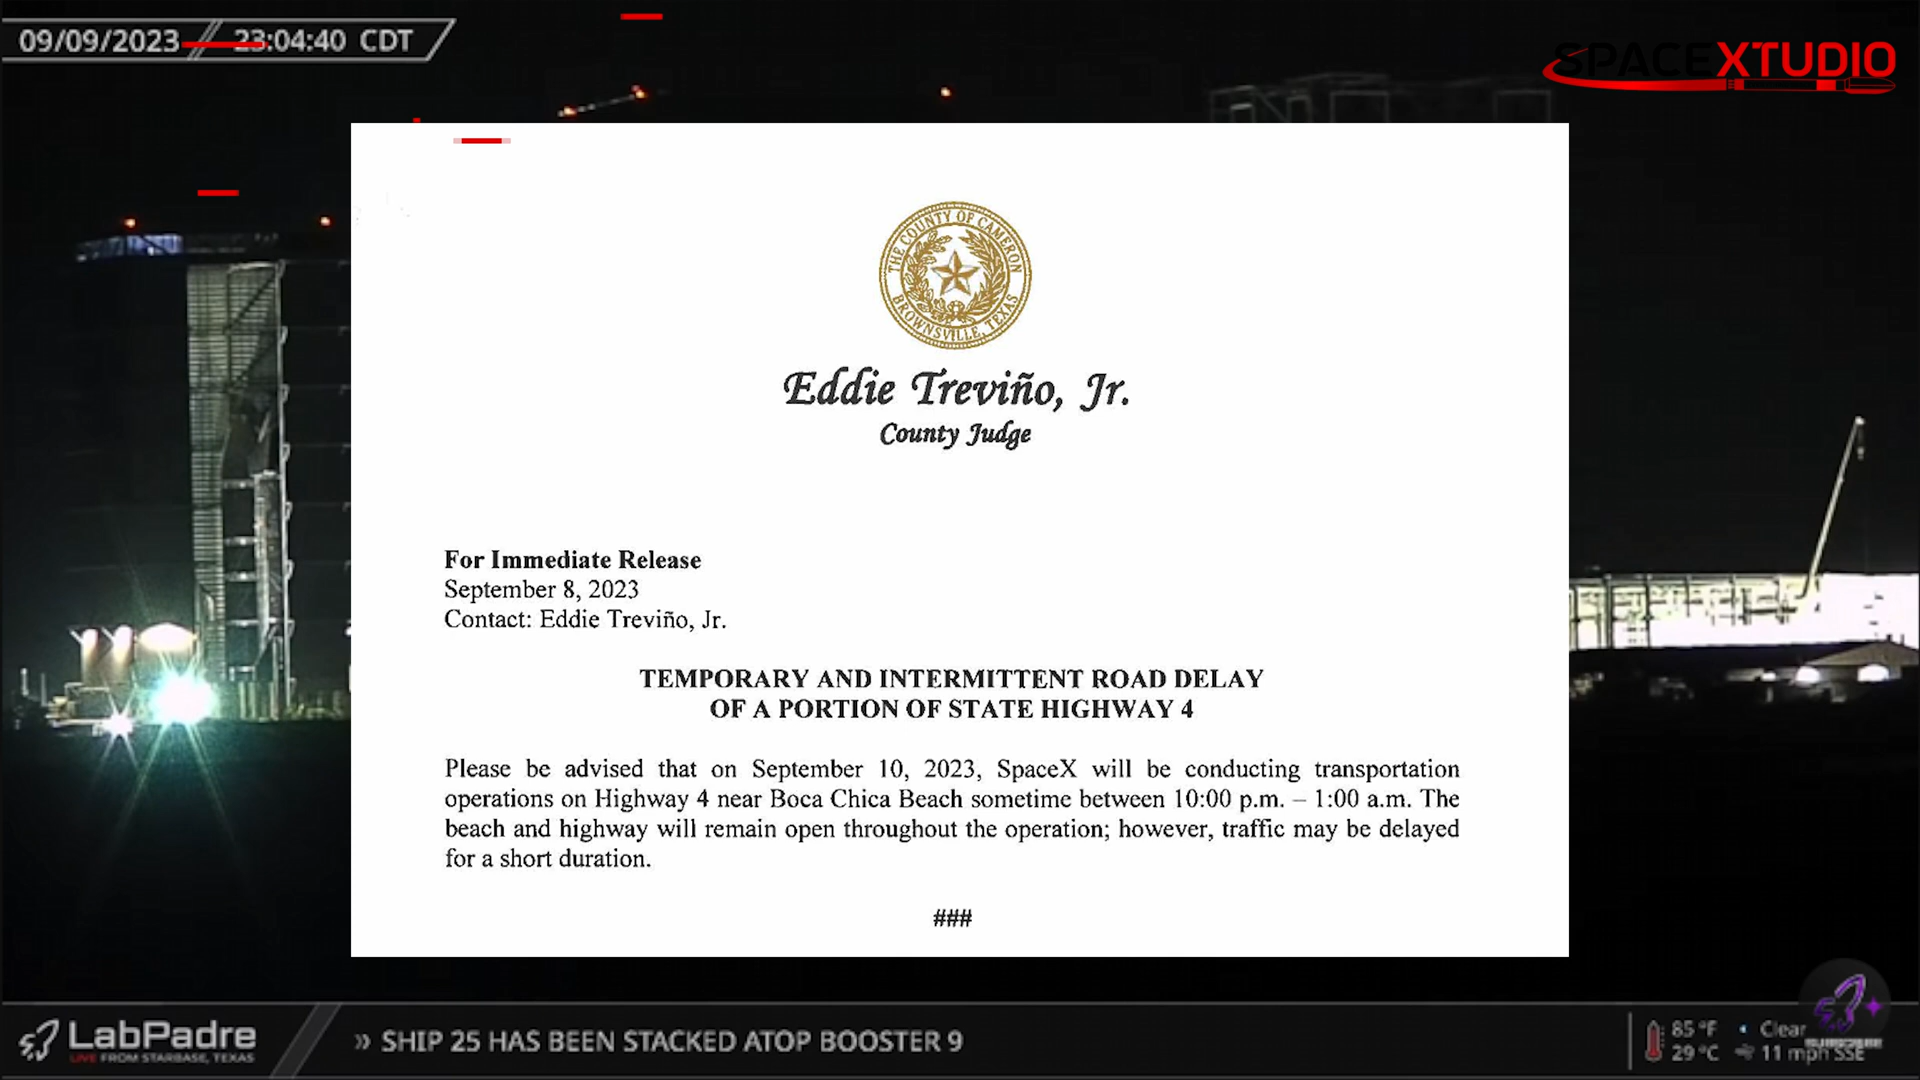 09/09/2023 // 23:04:40 CDT
SPACEXTUDIO
THE COUNTY OF CAMERON
BROWNSVILLE, TEXAS
Eddie Treviño, Jr.
County Judge
For Immediate Release
September 8, 2023
Contact: Eddie Treviño, Jr.
TEMPORARY AND INTERMITTENT ROAD DELAY
OF A PORTION OF STATE HIGHWAY 4
Please be advised that on September 10, 2023, SpaceX will be conducting transportation
operations on Highway 4 near Boca Chica Beach sometime between 10:00 p.m. – 1:00 a.m. The
beach and highway will remain open throughout the operation; however, traffic may be delayed
for a short duration.
###
LabPadre
LIVE FROM STARBASE, TEXAS
» SHIP 25 HAS BEEN STACKED ATOP BOOSTER 9
85 °F Clear
29 °C 11 mph SSE
SUBSCRIBE